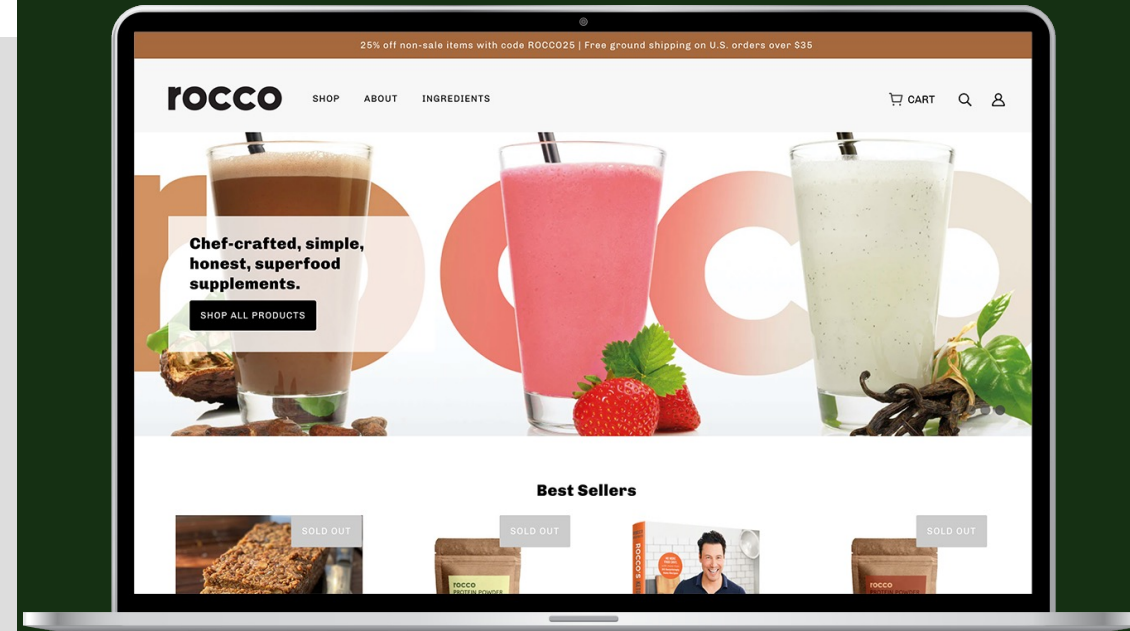 25% off non-sale items with code ROCCO25 | Free ground shipping on U.S. orders over $35
rocco
SHOP ABOUT INGREDIENTS CART
rocco
Chef-crafted, simple,
honest, superfood
supplements.
SHOP ALL PRODUCTS
Best Sellers
SOLD OUT
SOLD OUT
SOLD OUT
rocco
PROTEIN POWDER
ROCCO'S
rocco
PROTEIN POWDER